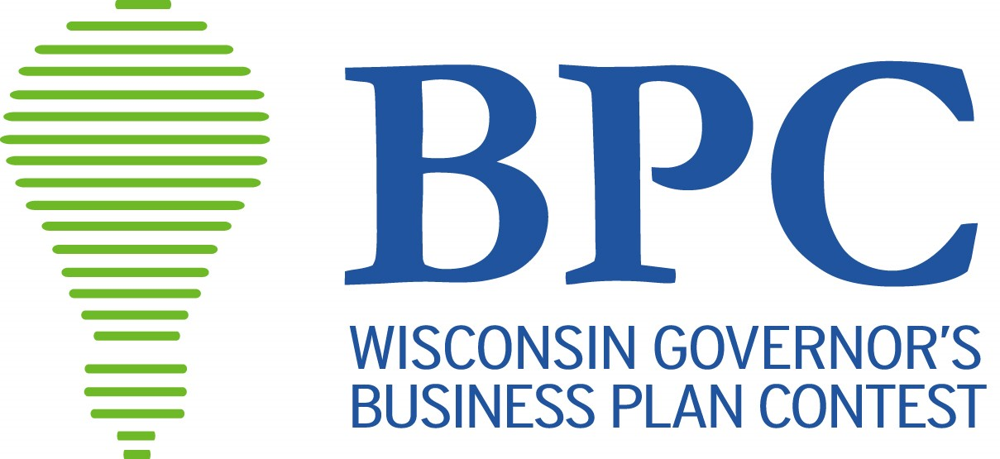 BPC
WISCONSIN GOVERNOR'S
BUSINESS PLAN CONTEST